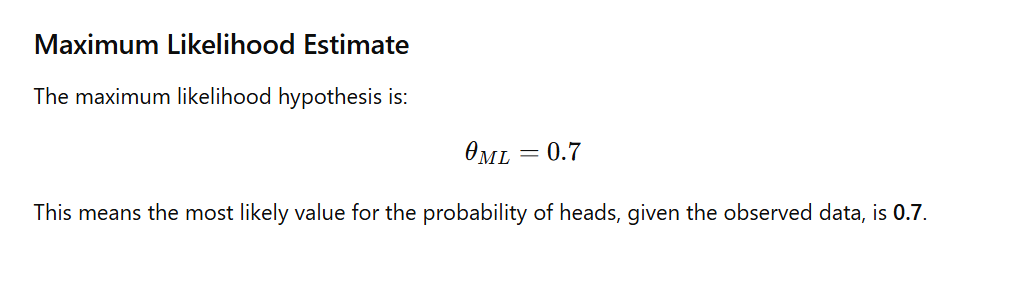 Maximum Likelihood Estimate
The maximum likelihood hypothesis is:
θ_ML = 0.7
This means the most likely value for the probability of heads, given the observed data, is 0.7.